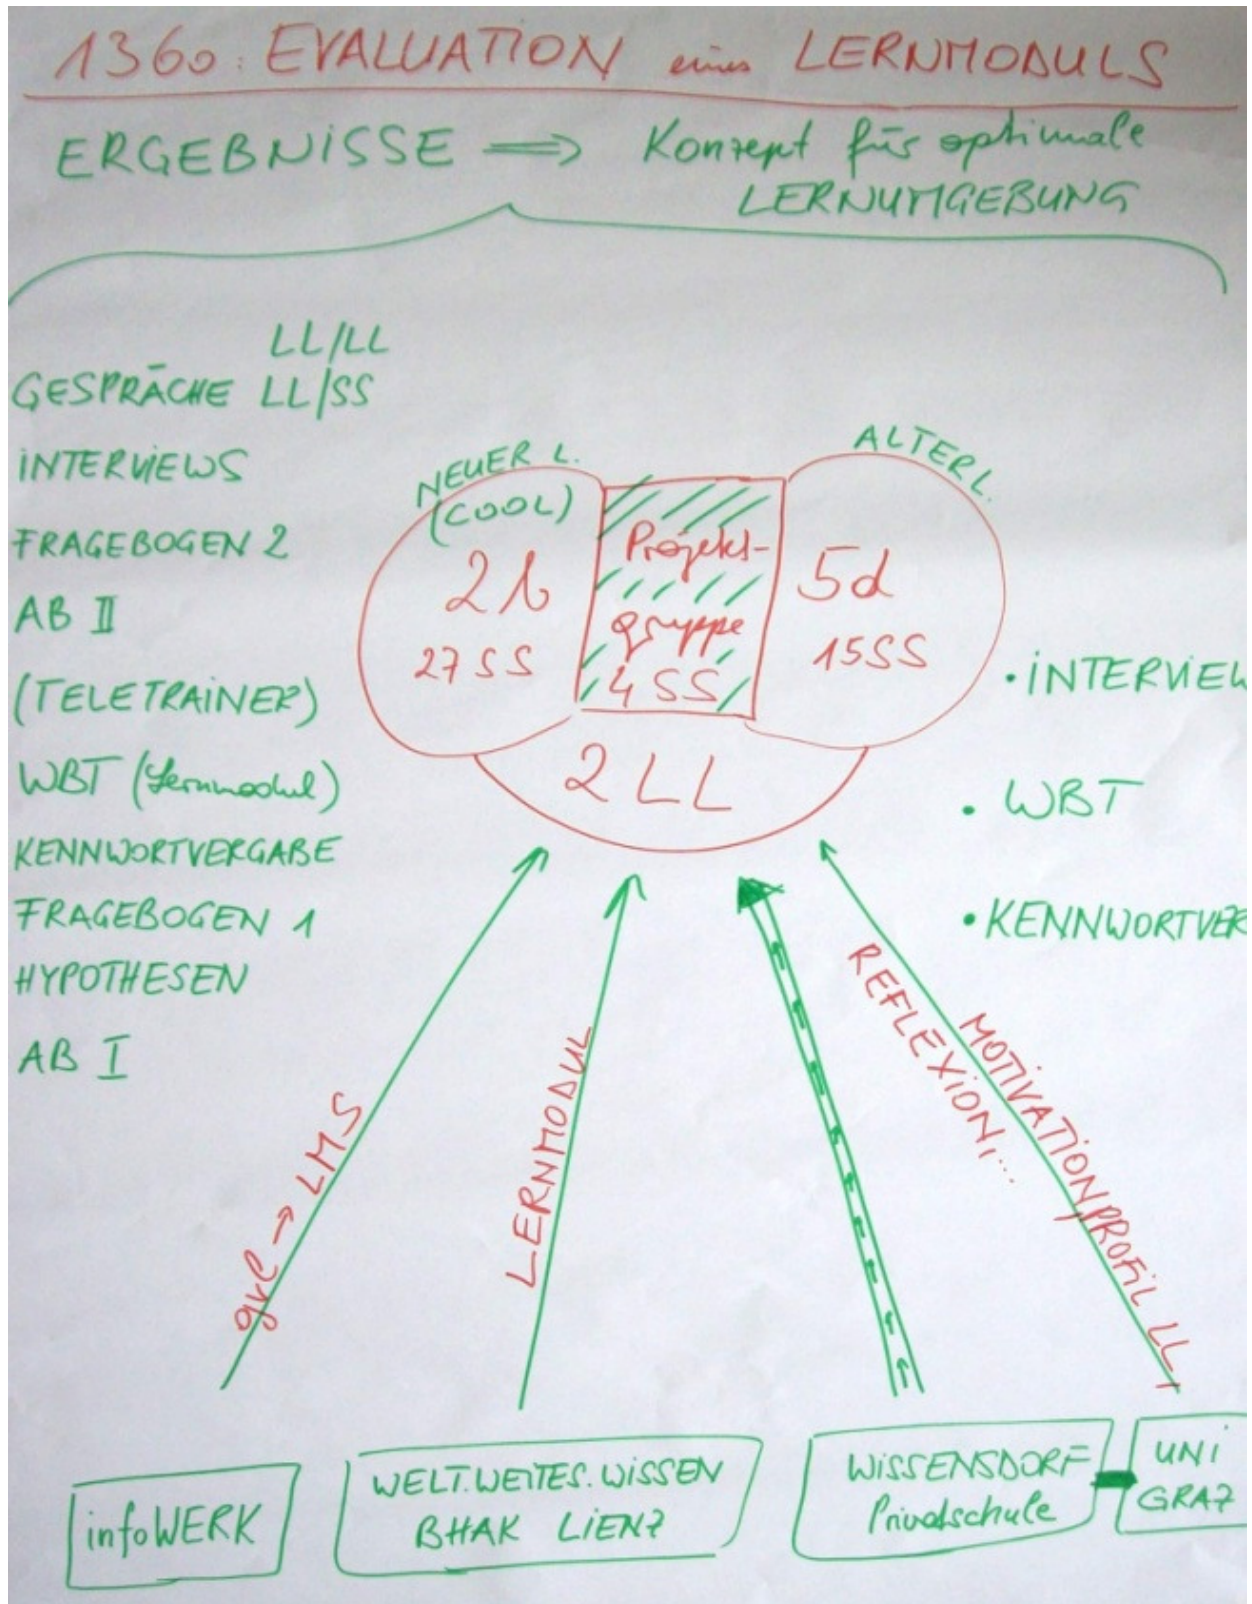 1360: EVALUATION eines LERNMODULS
ERGEBNISSE ⇒ Konzept für optimale
LERNUMGEBUNG
LL/LL
GESPRÄCHE LL/SS
INTERVIEWS
FRAGEBOGEN 2
AB II
(TELETRAINER)
WBT (Lernmodul)
KENNWORTVERGABE
FRAGEBOGEN 1
HYPOTHESEN
AB I
NEUER L.
(COOL)
2b
27 SS
Projekt-
gruppe
4 SS
ALTER L.
5d
15 SS
2 LL
• INTERVIEW
• WBT
• KENNWORTVER
grl → LMS
LERNMODUL
REFLEXION,...
MOTIVATIONPROFIL LL,
infoWERK
WELT.WEITES.WISSEN
BHAK LIENZ
WISSENSDORF
Privatschule
UNI
GRAZ